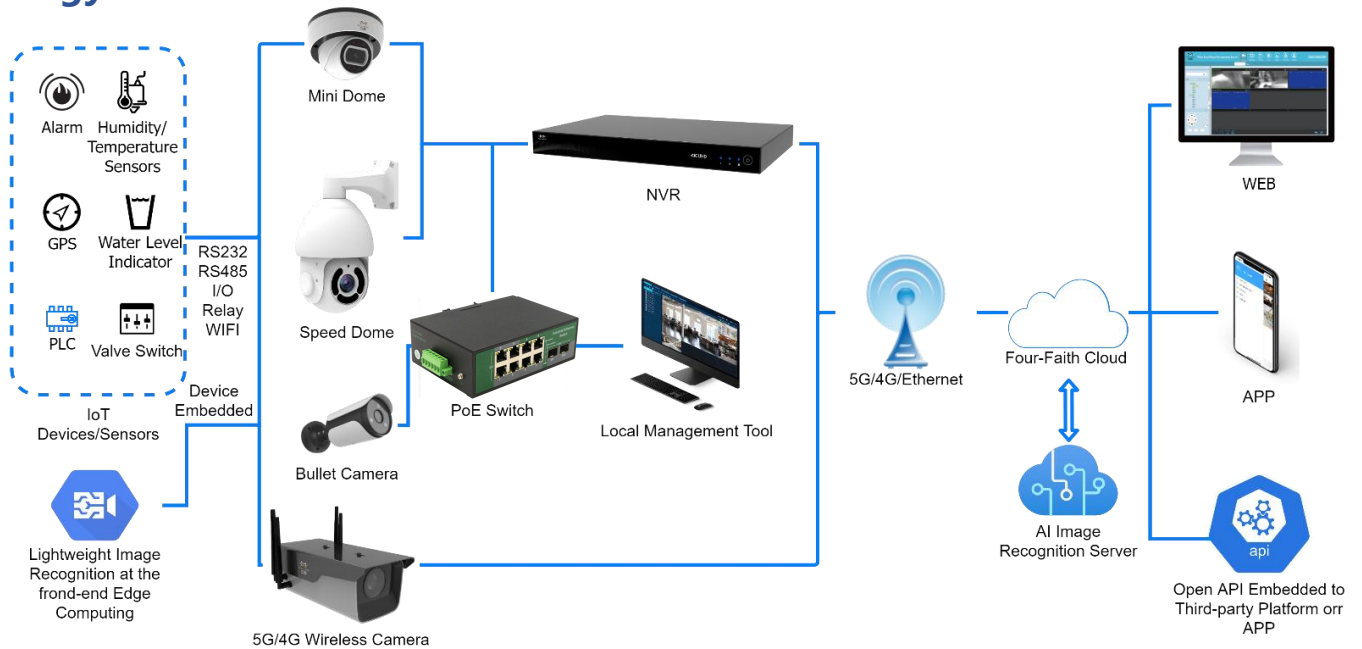 gy
Mini Dome
Alarm
Humidity/
Temperature
Sensors
GPS
Water Level
Indicator
PLC
Valve Switch
IoT
Devices/Sensors
RS232
RS485
I/O
Relay
WIFI
Device
Embedded
Speed Dome
NVR
PoE Switch
Local Management Tool
Bullet Camera
Lightweight Image
Recognition at the
frond-end Edge
Computing
5G/4G Wireless Camera
5G/4G/Ethernet
Four-Faith Cloud
AI Image
Recognition Server
WEB
APP
api
Open API Embedded to
Third-party Platform orr
APP